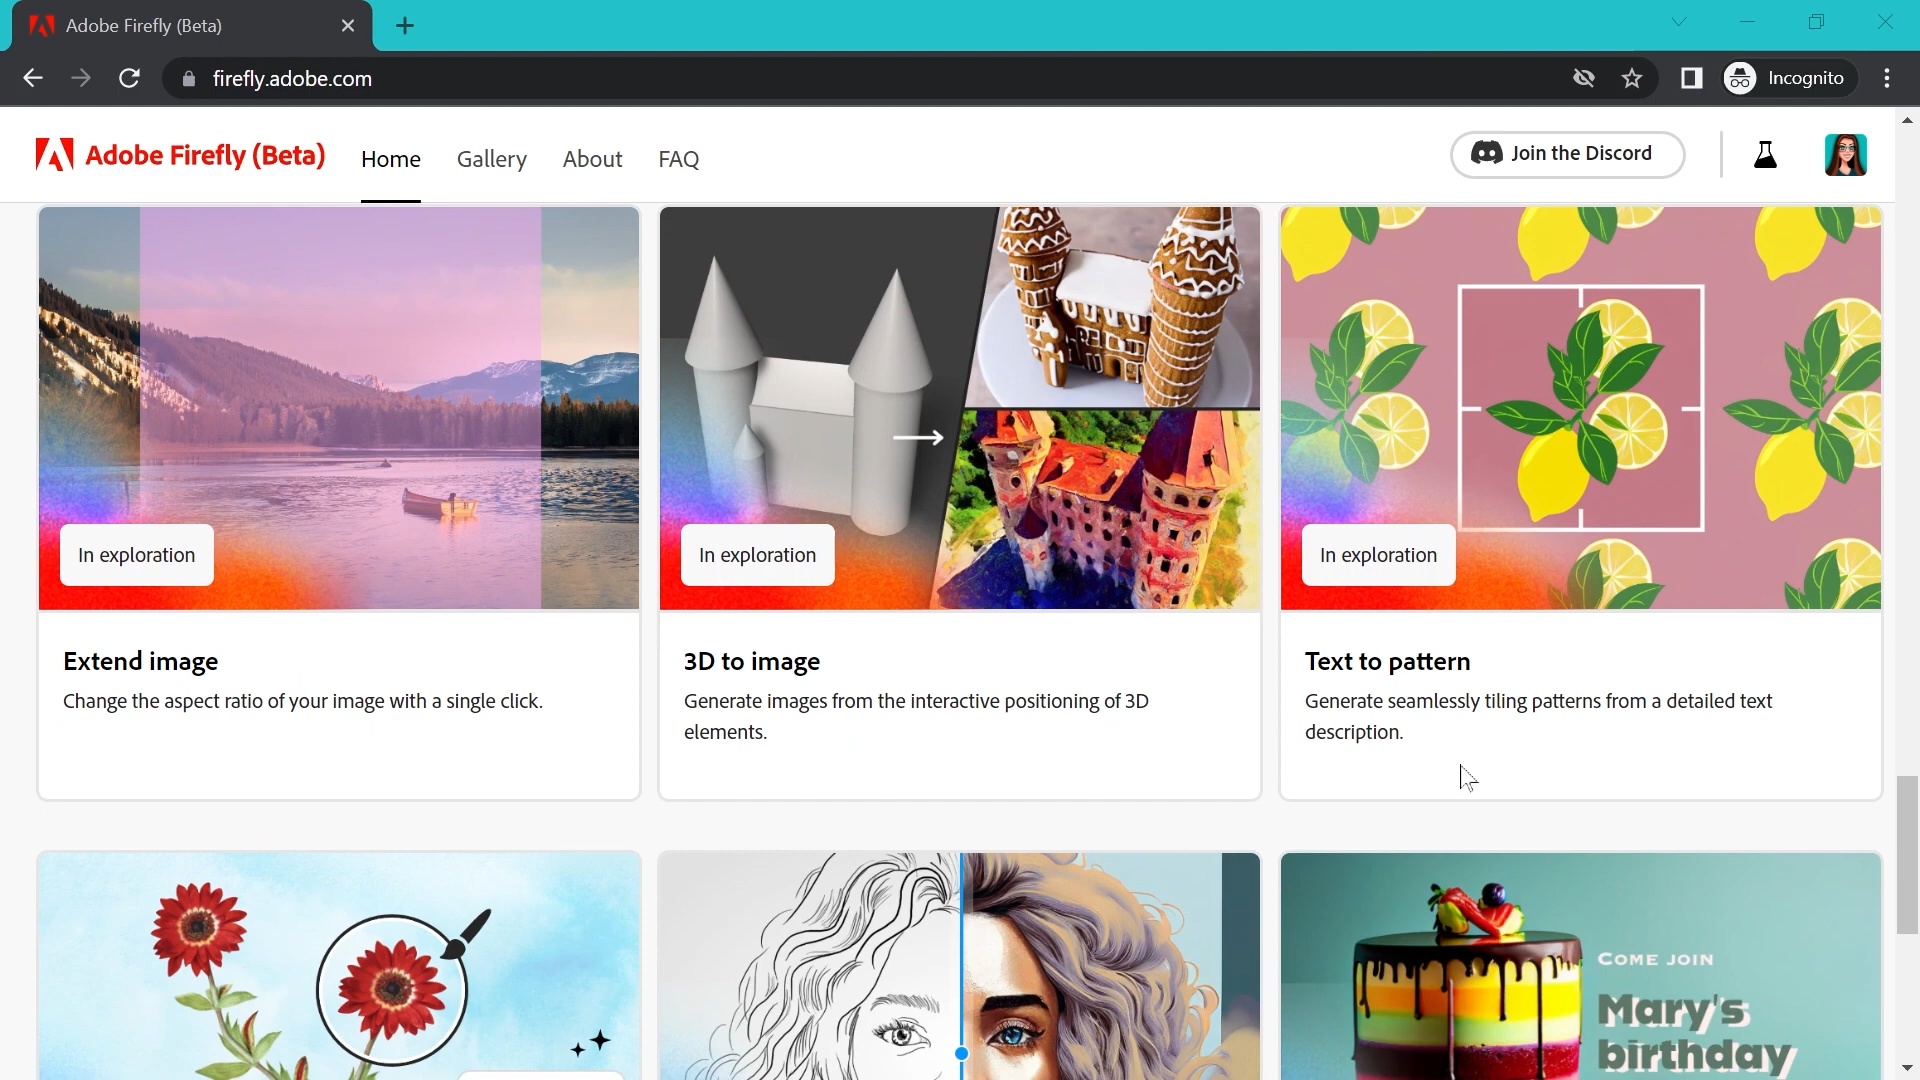 Adobe Firefly (Beta)
firefly.adobe.com
Incognito
Adobe Firefly (Beta)
Home
Gallery
About
FAQ
Join the Discord
In exploration
In exploration
In exploration
Extend image
Change the aspect ratio of your image with a single click.
3D to image
Generate images from the interactive positioning of 3D
elements.
Text to pattern
Generate seamlessly tiling patterns from a detailed text
description.
COME JOIN
Mary's
birthday